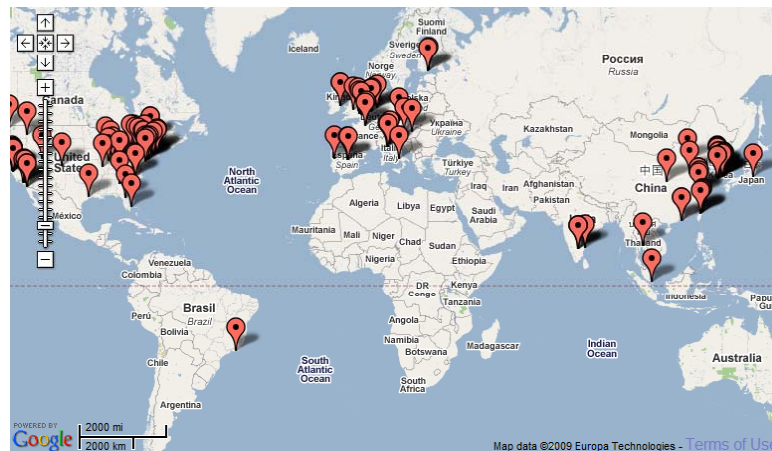 Suomi
Finland
Iceland
Sverige
Sweden
Norge
Norway
Россия
Russia
Canada
Polska
Україна
Ukraine
Kazakhstan
Mongolia
United
States
North
Atlantic
Ocean
España
Spain
Italy
Türkiye
Turkey
中国
China
Japan
Iraq
Iran
Afghanistan
Pakistan
Algeria
Libya
Egypt
Saudi
Arabia
México
Mauritania
Mali
Niger
Chad
Sudan
Thailand
Nigeria
Ethiopia
Venezuela
Colombia
DR
Congo
Kenya
Indonesia
Tanzania
Brasil
Brazil
Perú
Bolivia
Angola
Namibia
Botswana
Madagascar
Indian
Ocean
Australia
Chile
South
Atlantic
Ocean
South
Africa
Argentina
POWERED BY
Google
2000 mi
2000 km
Map data ©2009 Europa Technologies - Terms of Use